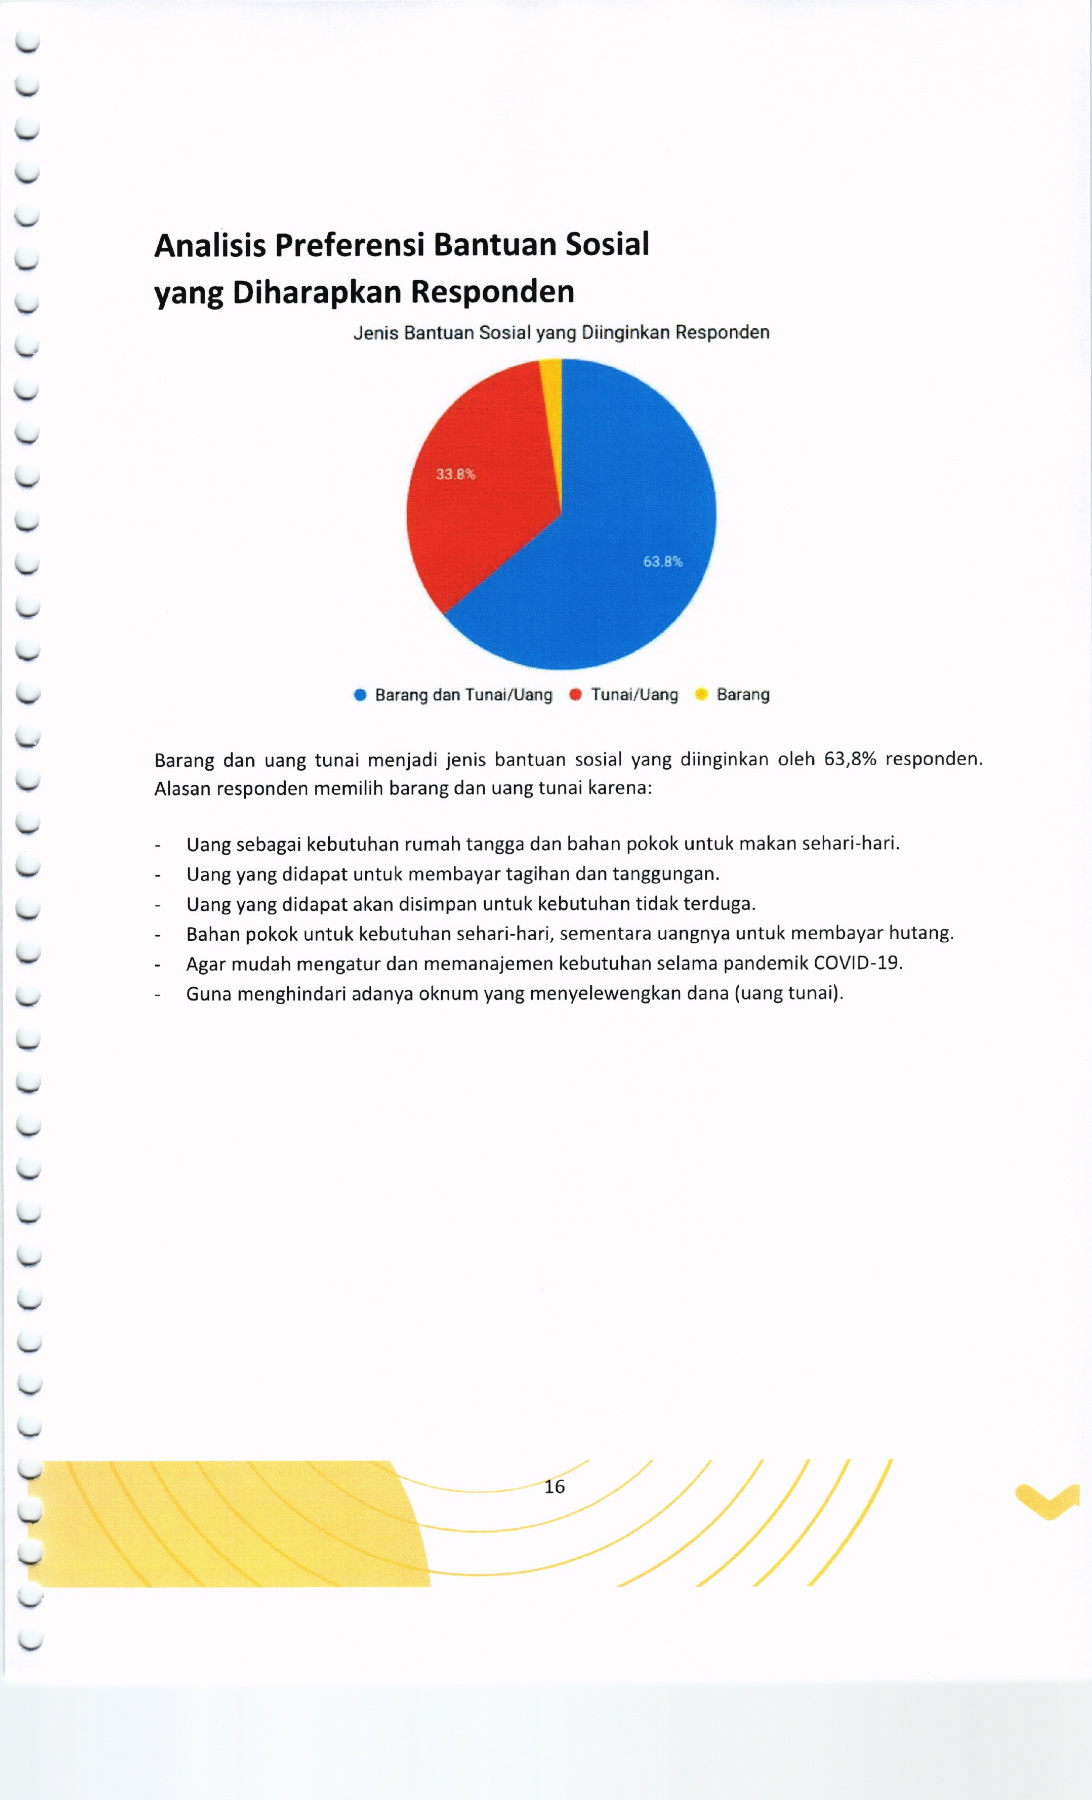 Analisis Preferensi Bantuan Sosial
yang Diharapkan Responden
Jenis Bantuan Sosial yang Diinginkan Responden
33.8%
63.8%
Barang dan Tunai/Uang Tunai/Uang Barang
Barang dan uang tunai menjadi jenis bantuan sosial yang diinginkan oleh 63,8% responden.
Alasan responden memilih barang dan uang tunai karena:
- Uang sebagai kebutuhan rumah tangga dan bahan pokok untuk makan sehari-hari.
- Uang yang didapat untuk membayar tagihan dan tanggungan.
- Uang yang didapat akan disimpan untuk kebutuhan tidak terduga.
- Bahan pokok untuk kebutuhan sehari-hari, sementara uangnya untuk membayar hutang.
- Agar mudah mengatur dan memanajemen kebutuhan selama pandemik COVID-19.
- Guna menghindari adanya oknum yang menyelewengkan dana (uang tunai).
16